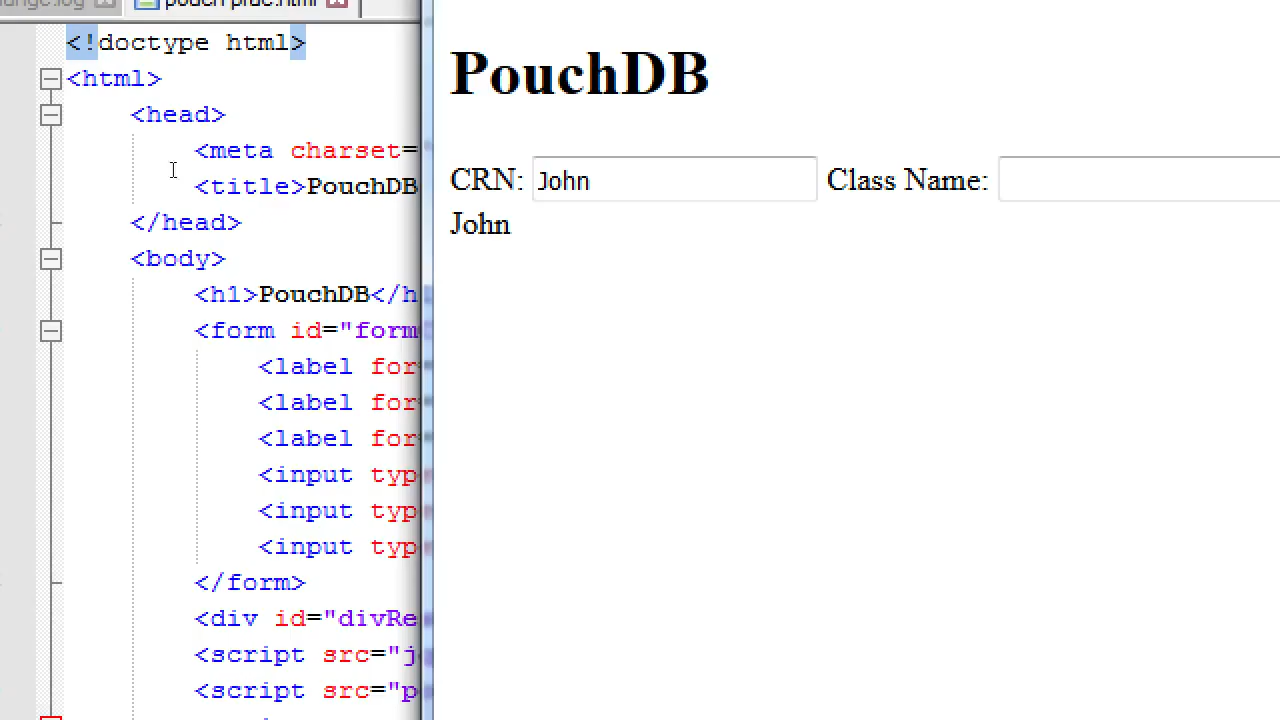 ange.log pouch prac.html
<!doctype html>
<html>
<head>
<meta charset=
<title>PouchDB
</head>
<body>
<h1>PouchDB</h
<form id="form
<label for
<label for
<label for
<input typ
<input typ
<input typ
</form>
<div id="divRe
<script src="j
<script src="p
PouchDB
CRN: John Class Name:
John